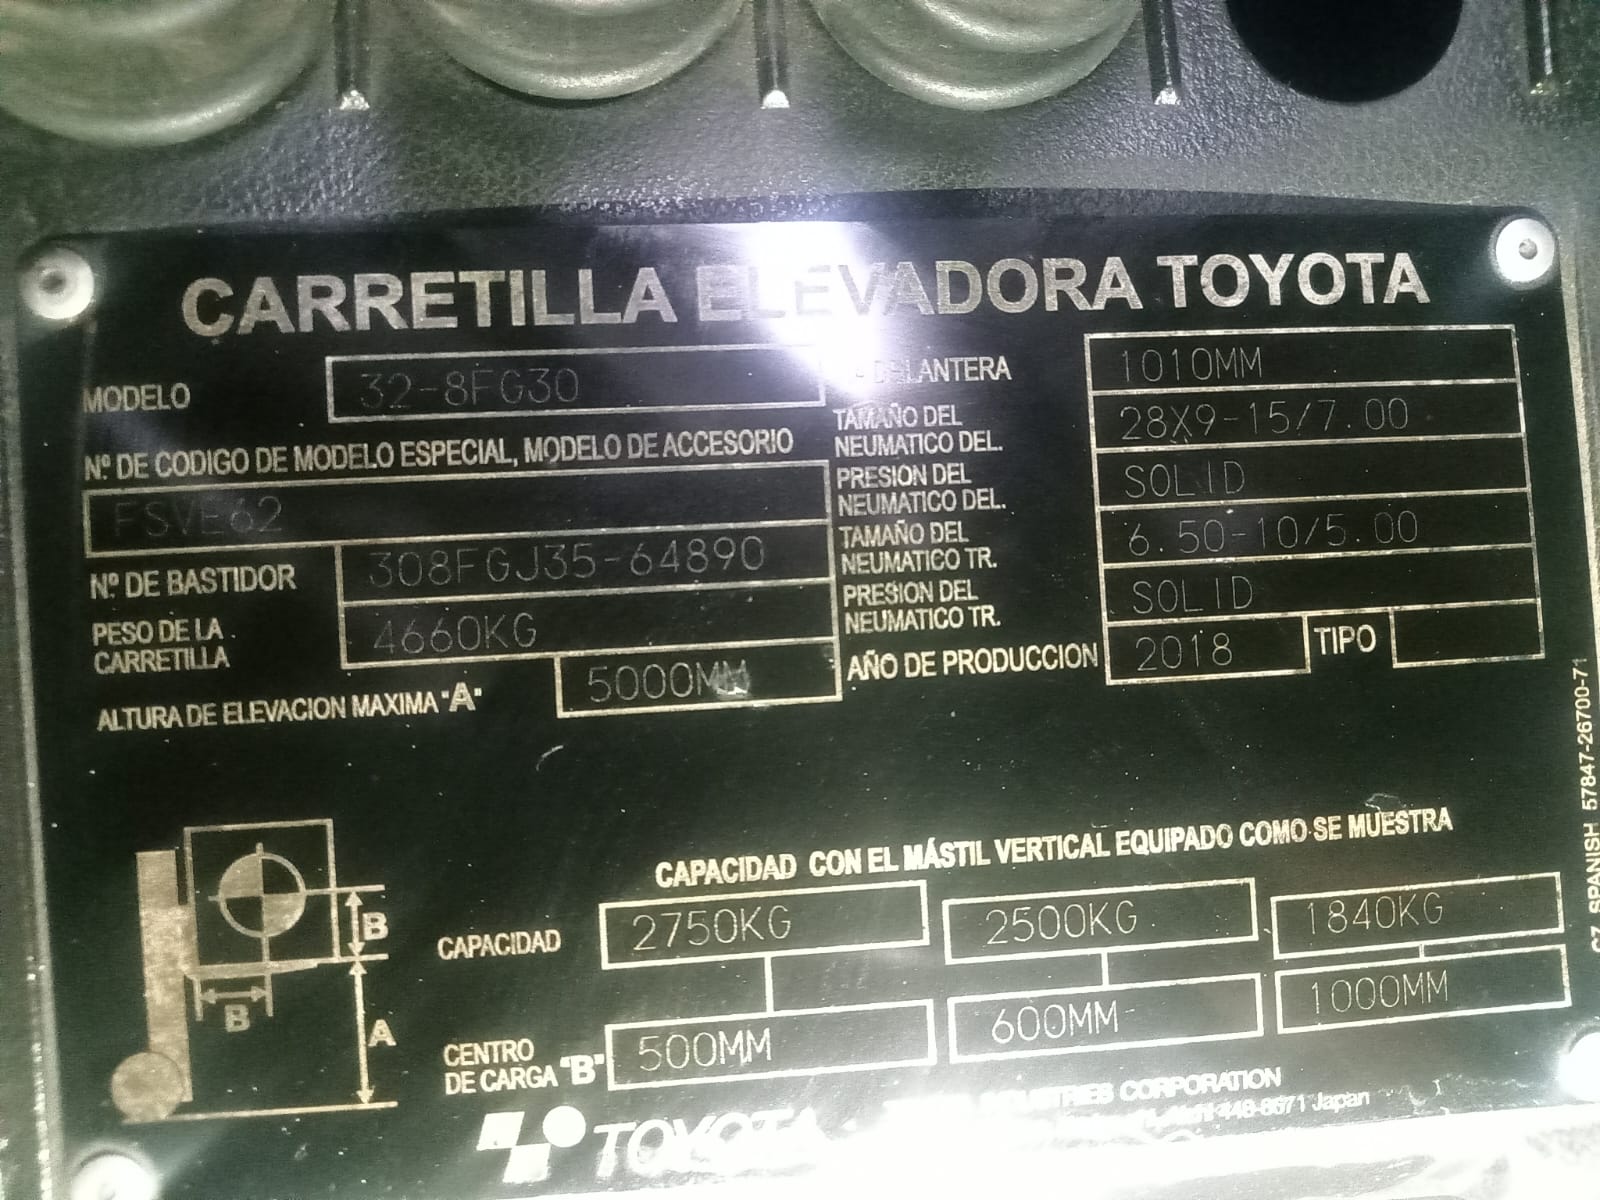 CARRETILLA ELEVADORA TOYOTA
MODELO 32-8FG30
Nº DE CODIGO DE MODELO ESPECIAL, MODELO DE ACCESORIO
FSVE62
Nº DE BASTIDOR 308FGJ35-64890
PESO DE LA CARRETILLA 4660KG
ALTURA DE ELEVACION MAXIMA "A" 5000MM
DELANTERA 1010MM
TAMAÑO DEL NEUMATICO DEL. 28X9-15/7.00
PRESION DEL NEUMATICO DEL. SOLID
TAMAÑO DEL NEUMATICO TR. 6.50-10/5.00
PRESION DEL NEUMATICO TR. SOLID
AÑO DE PRODUCCION 2018 TIPO
B
B
A
CAPACIDAD CON EL MÁSTIL VERTICAL EQUIPADO COMO SE MUESTRA
CAPACIDAD 2750KG 2500KG 1840KG
CENTRO DE CARGA "B" 500MM 600MM 1000MM
TOYOTA INDUSTRIES CORPORATION
448-8671 Japan
SPANISH 57847-26700-71